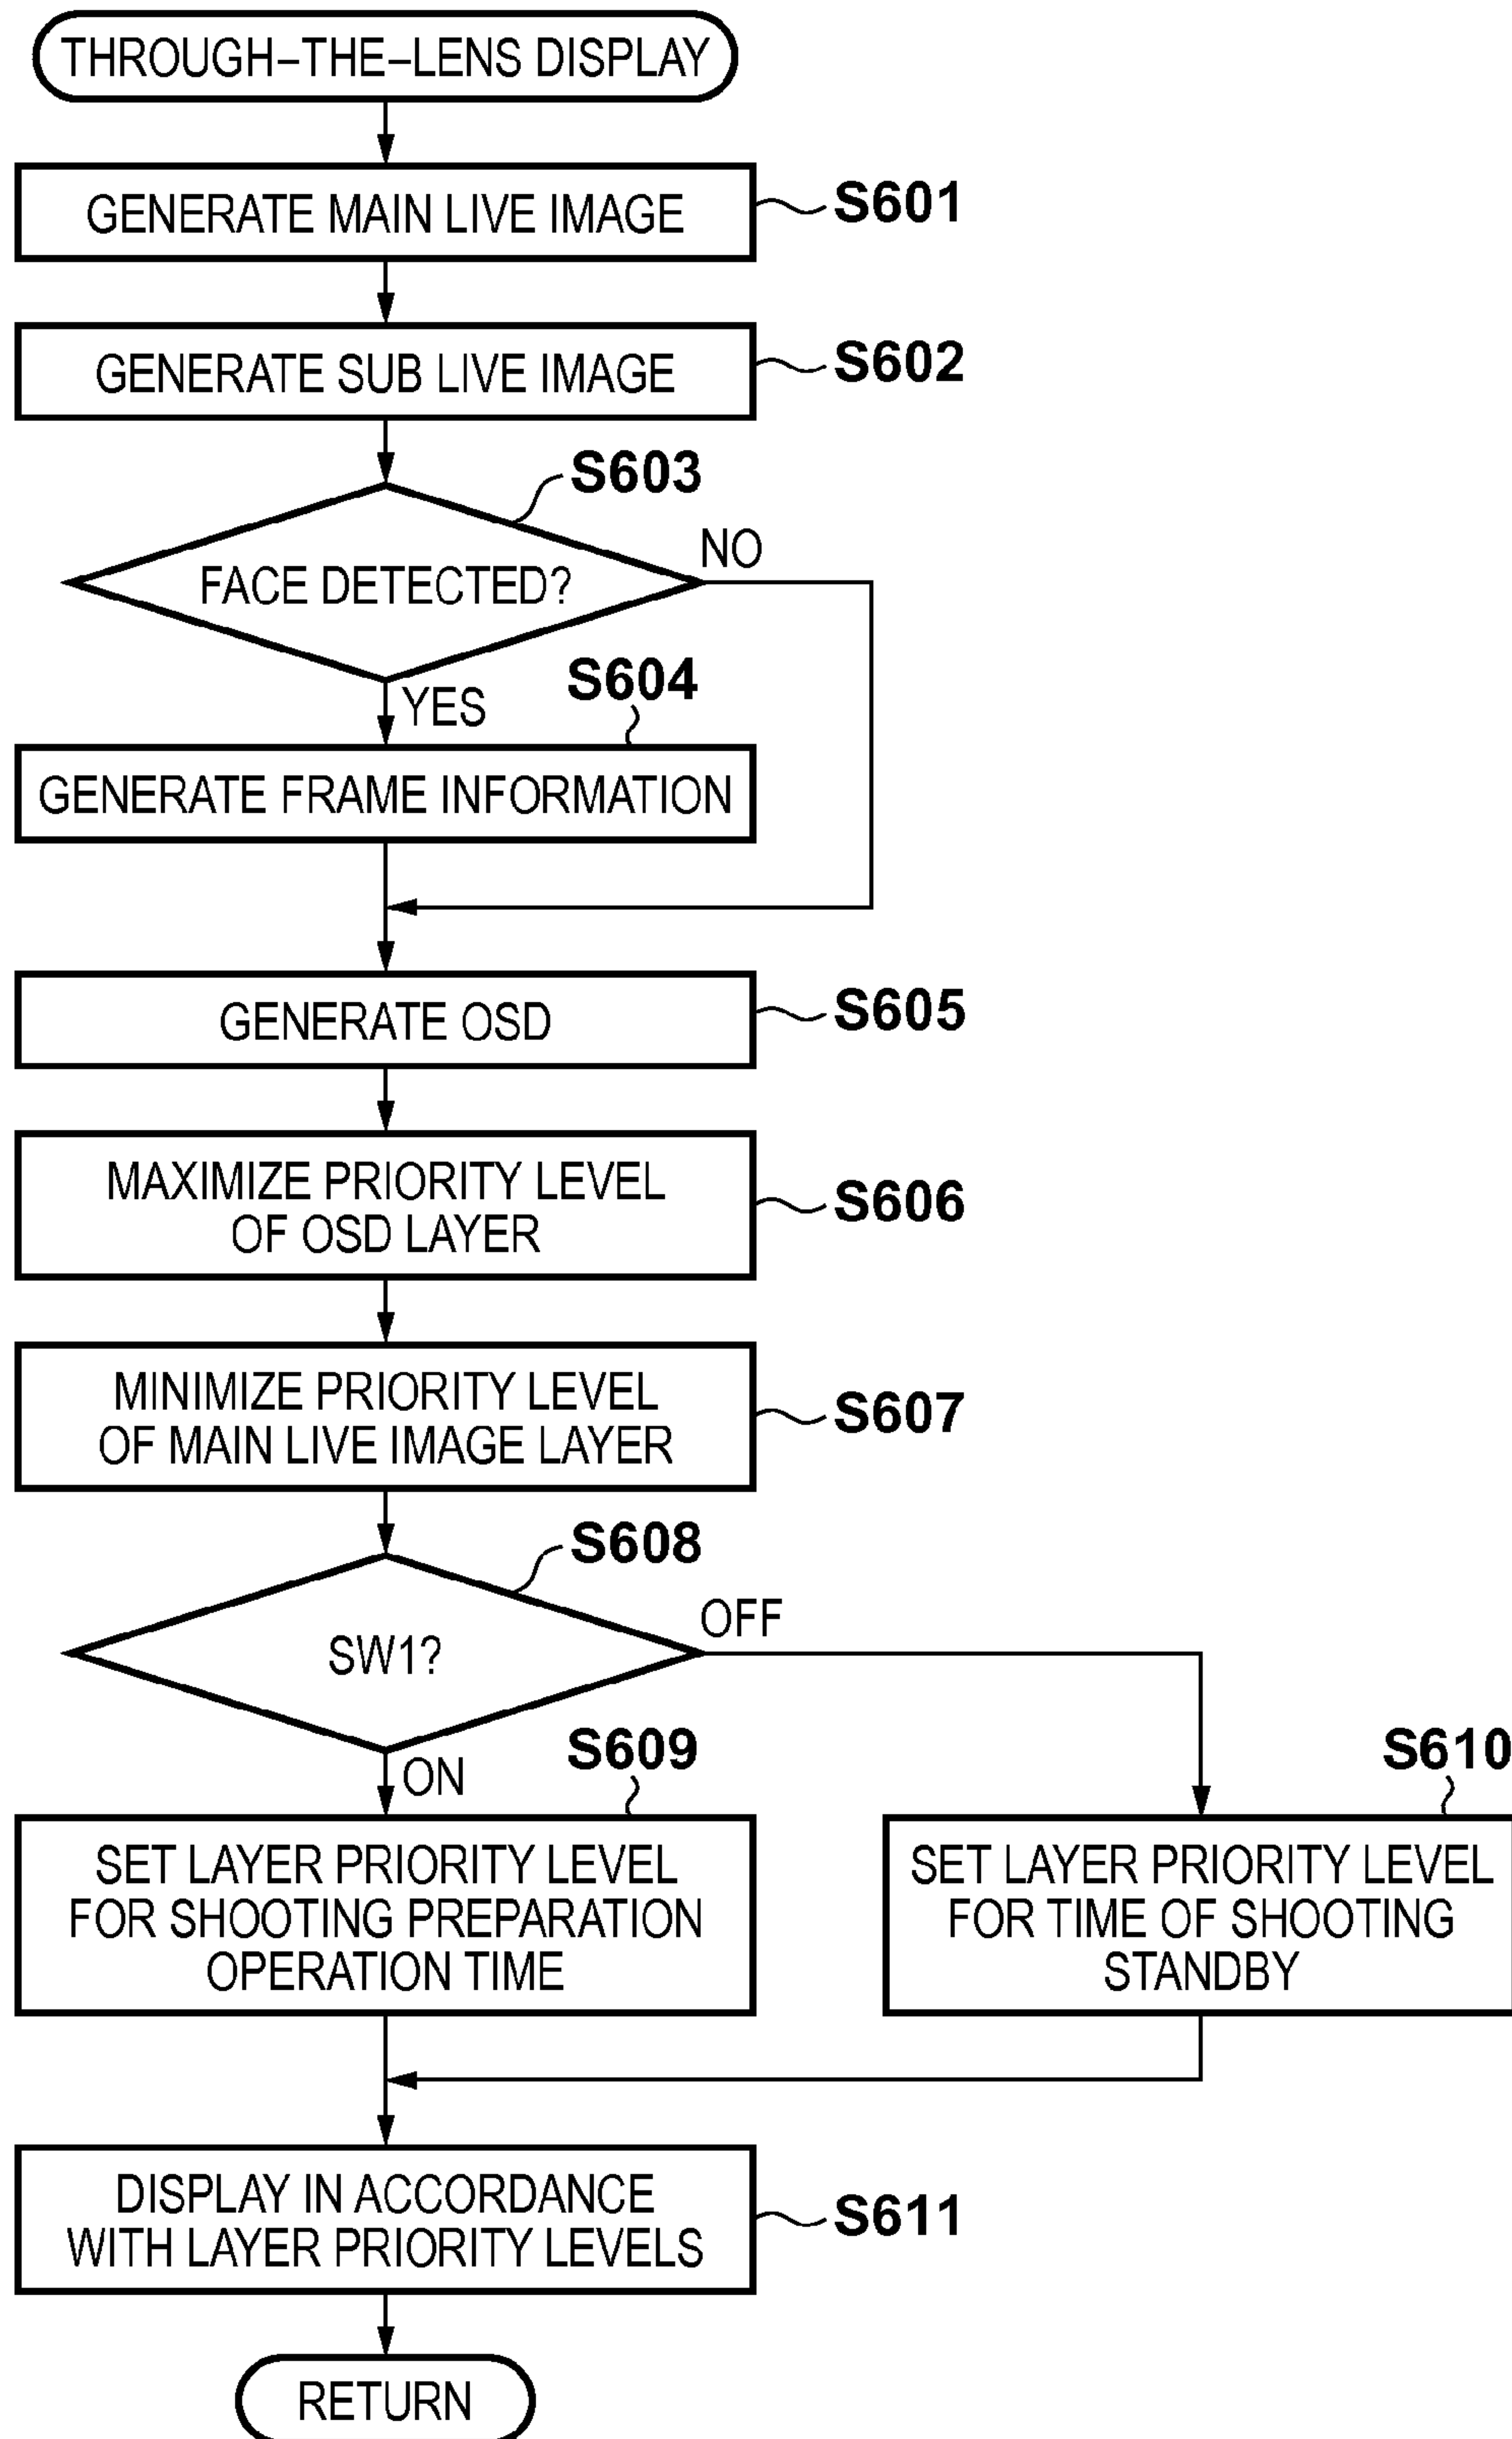 THROUGH-THE-LENS DISPLAY
GENERATE MAIN LIVE IMAGE
S601
GENERATE SUB LIVE IMAGE
S602
S603
FACE DETECTED?
NO
YES
S604
GENERATE FRAME INFORMATION
GENERATE OSD
S605
MAXIMIZE PRIORITY LEVEL
OF OSD LAYER
S606
MINIMIZE PRIORITY LEVEL
OF MAIN LIVE IMAGE LAYER
S607
S608
SW1?
OFF
ON
S609
SET LAYER PRIORITY LEVEL
FOR SHOOTING PREPARATION
OPERATION TIME
S610
SET LAYER PRIORITY LEVEL
FOR TIME OF SHOOTING
STANDBY
DISPLAY IN ACCORDANCE
WITH LAYER PRIORITY LEVELS
S611
RETURN